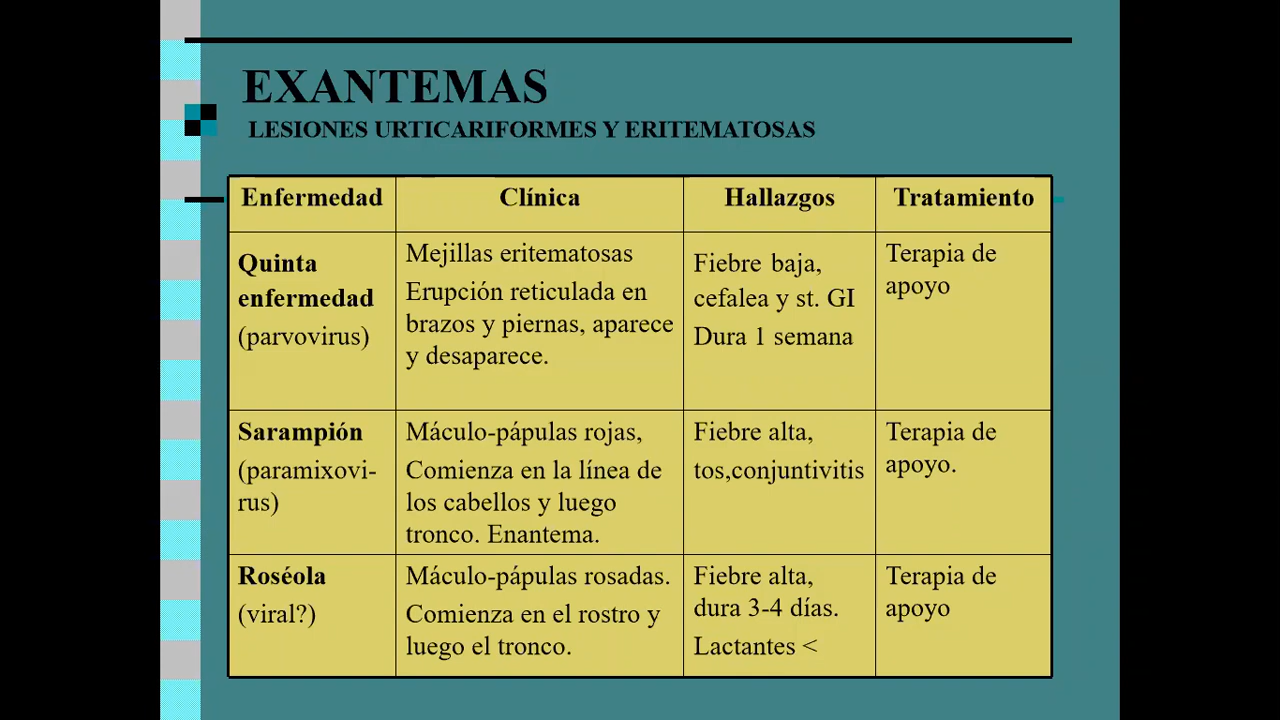 EXANTEMAS
LESIONES URTICARIFORMES Y ERITEMATOSAS
Enfermedad
Clínica
Hallazgos
Tratamiento
Quinta
enfermedad
(parvovirus)
Mejillas eritematosas
Erupción reticulada en
brazos y piernas, aparece
y desaparece.
Fiebre baja,
cefalea y st. GI
Dura 1 semana
Terapia de
apoyo
Sarampión
(paramixovi-
rus)
Máculo-pápulas rojas,
Comienza en la línea de
los cabellos y luego
tronco. Enantema.
Fiebre alta,
tos,conjuntivitis
Terapia de
apoyo.
Roséola
(viral?)
Máculo-pápulas rosadas.
Comienza en el rostro y
luego el tronco.
Fiebre alta,
dura 3-4 días.
Lactantes <
Terapia de
apoyo